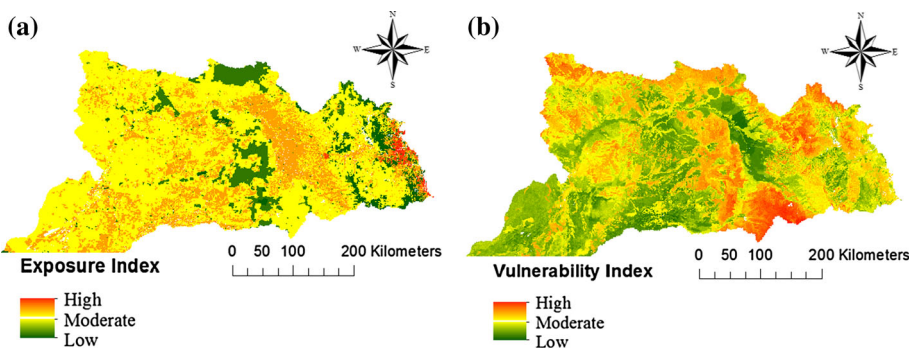 (a)
N
W E
S
0 50 100 200 Kilometers
Exposure Index
High
Moderate
Low
(b)
N
W E
S
0 50 100 200 Kilometers
Vulnerability Index
High
Moderate
Low